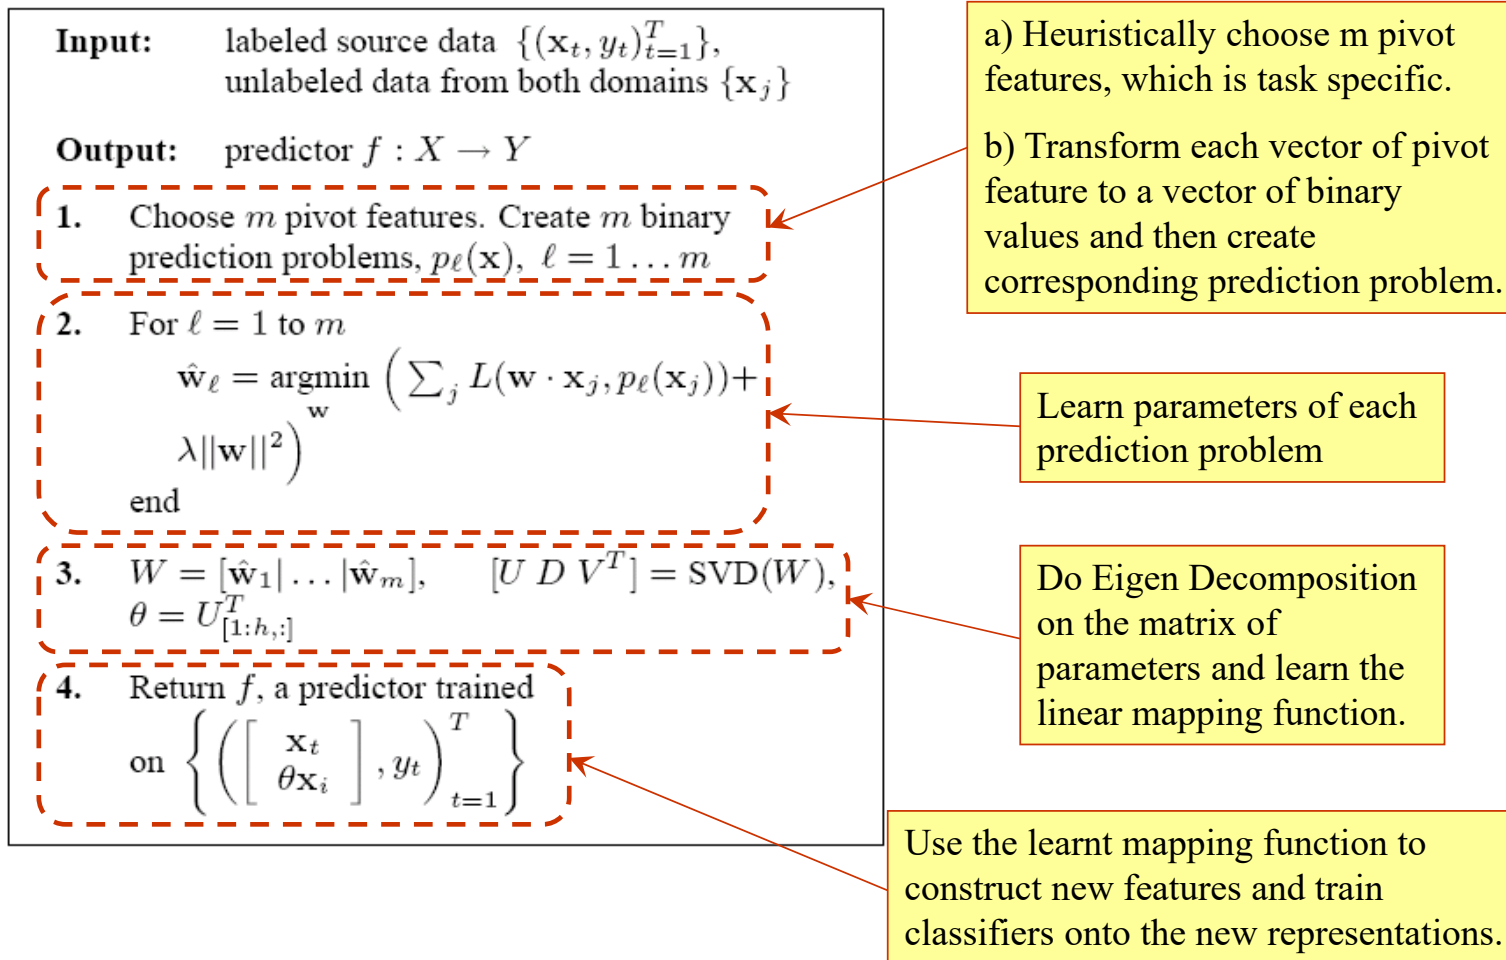 Input: labeled source data {(x_t, y_t)_{t=1}^T},
unlabeled data from both domains {x_j}
Output: predictor f : X → Y
1. Choose m pivot features. Create m binary
prediction problems, p_ℓ(x), ℓ = 1 … m
2. For ℓ = 1 to m
ŵ_ℓ = argmin_w ( ∑_j L(w · x_j, p_ℓ(x_j)) +
λ||w||^2 )
end
3. W = [ŵ_1| … |ŵ_m], [U D V^T] = SVD(W),
θ = U^T_{[1:h,:]}
4. Return f, a predictor trained
on { ( [ x_t
θx_i ] , y_t )_{t=1}^T }
a) Heuristically choose m pivot
features, which is task specific.
b) Transform each vector of pivot
feature to a vector of binary
values and then create
corresponding prediction problem.
Learn parameters of each
prediction problem
Do Eigen Decomposition
on the matrix of
parameters and learn the
linear mapping function.
Use the learnt mapping function to
construct new features and train
classifiers onto the new representations.